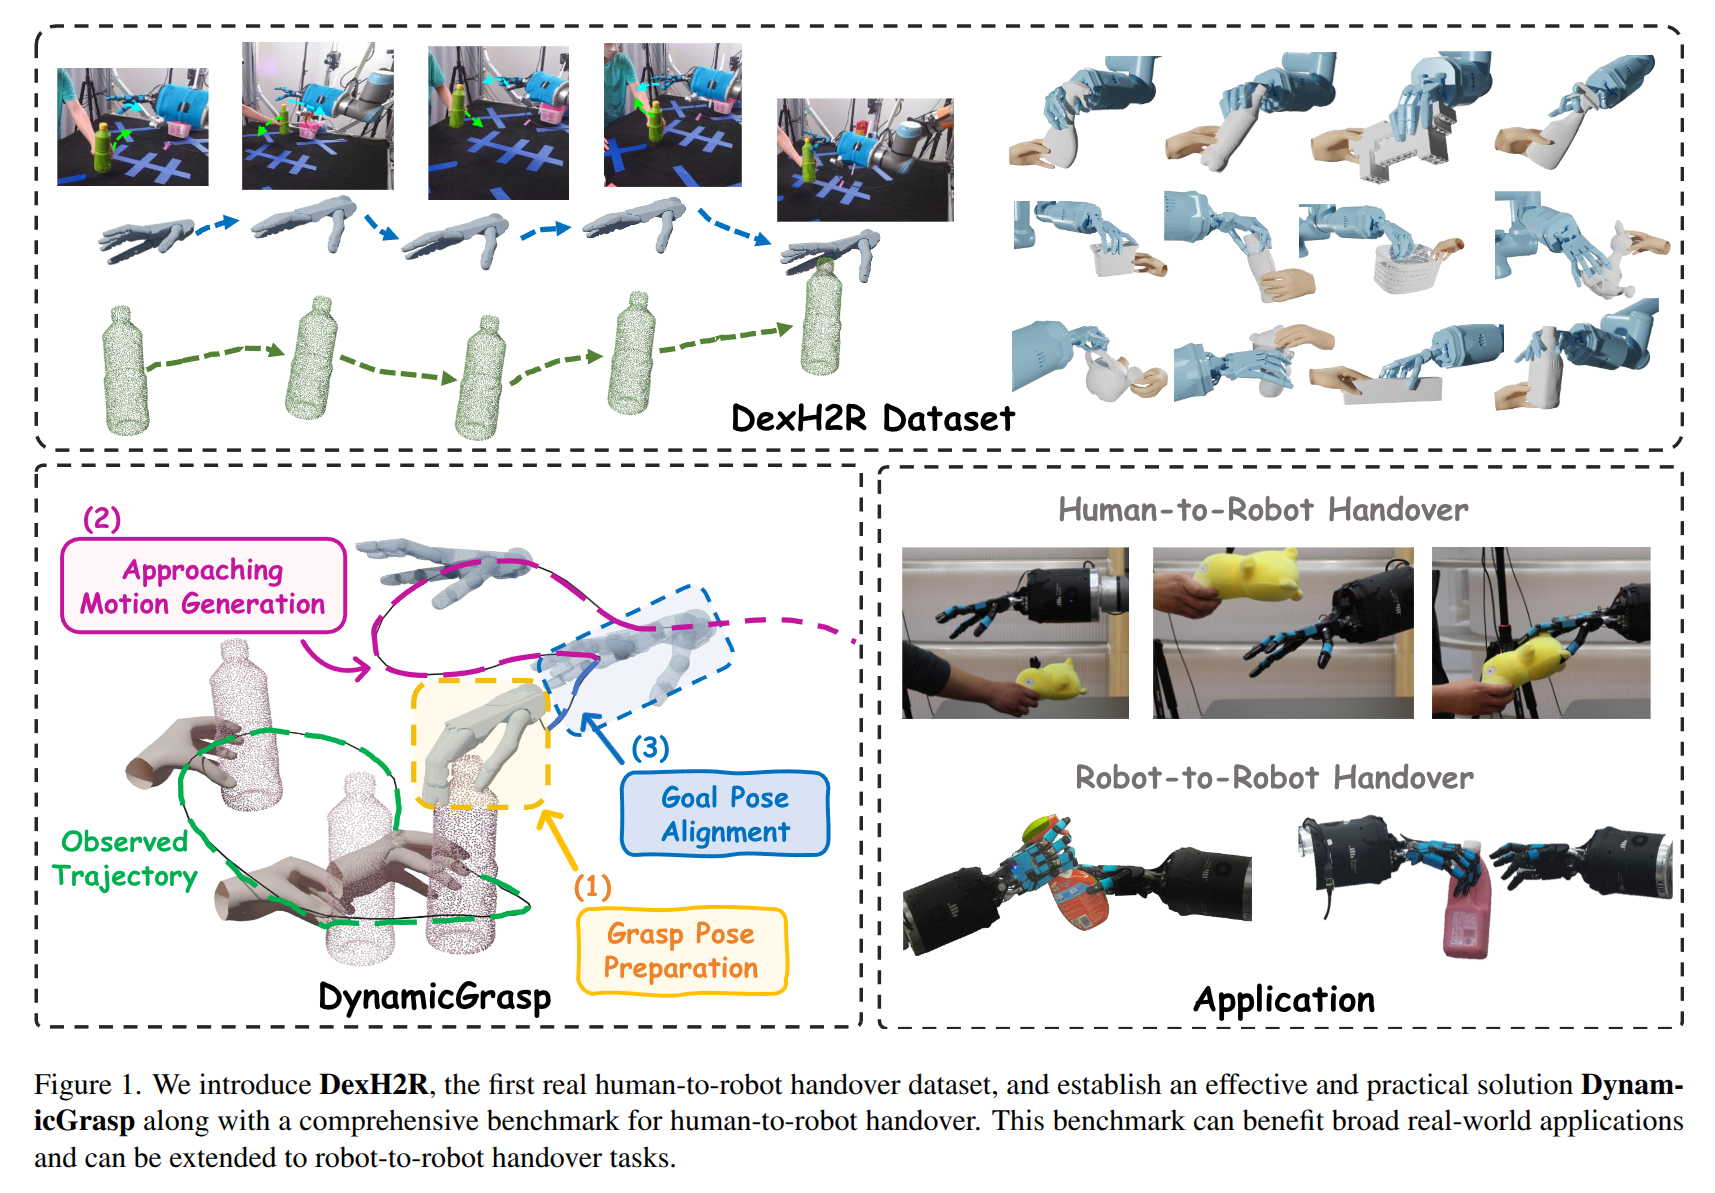 DexH2R Dataset
(2)
Approaching
Motion Generation
Observed
Trajectory
(3)
Goal Pose
Alignment
(1)
Grasp Pose
Preparation
DynamicGrasp
Human-to-Robot Handover
Robot-to-Robot Handover
Application
Figure 1. We introduce DexH2R, the first real human-to-robot handover dataset, and establish an effective and practical solution Dynam-
icGrasp along with a comprehensive benchmark for human-to-robot handover. This benchmark can benefit broad real-world applications
and can be extended to robot-to-robot handover tasks.